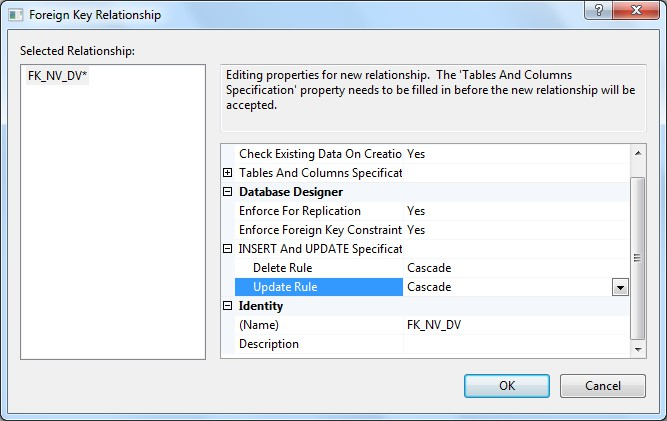 Foreign Key Relationship
Selected Relationship:
FK_NV_DV*
Editing properties for new relationship.  The 'Tables And Columns
Specification' property needs to be filled in before the new relationship will be
accepted.
Check Existing Data On Creatio Yes
Tables And Columns Specificat
Database Designer
Enforce For Replication Yes
Enforce Foreign Key Constraint Yes
INSERT And UPDATE Specificat
Delete Rule Cascade
Update Rule Cascade
Identity
(Name) FK_NV_DV
Description
OK Cancel